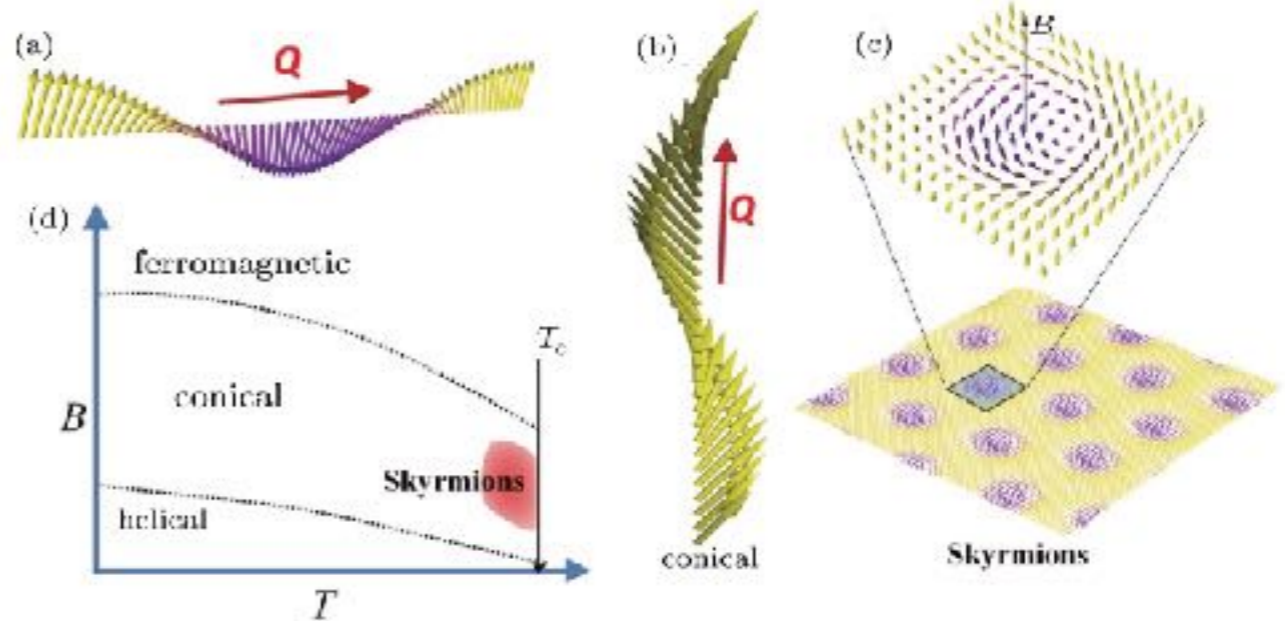 (a)
Q
(b)
Q
conical
(c)
B
Skyrmions
(d)
ferromagnetic
conical
Skyrmions
helical
B
T
Tc